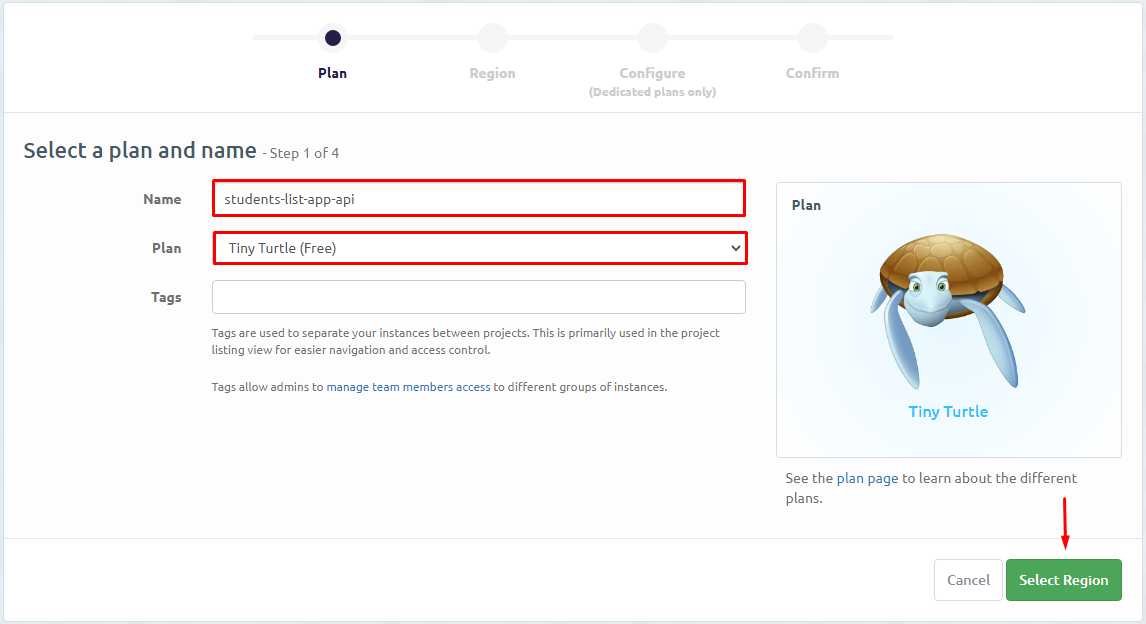 Plan
Region
Configure
(Dedicated plans only)
Confirm
Select a plan and name - Step 1 of 4
Name
students-list-app-api
Plan
Tiny Turtle (Free)
Tags
Tags are used to separate your instances between projects. This is primarily used in the project
listing view for easier navigation and access control.
Tags allow admins to manage team members access to different groups of instances.
Plan
Tiny Turtle
See the plan page to learn about the different
plans.
Cancel
Select Region